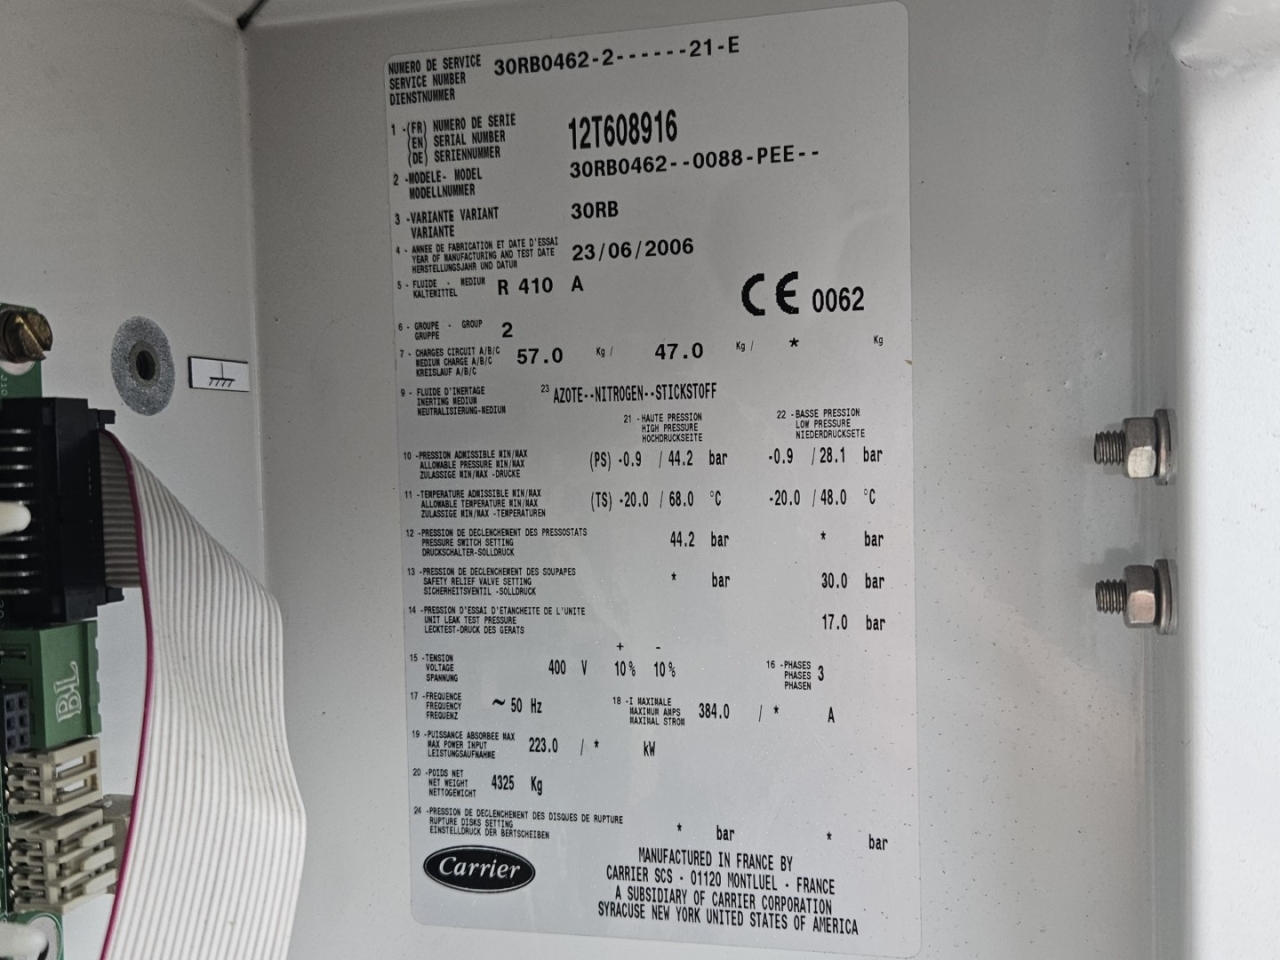 NUMERO DE SERVICE 30RB0462-2------21-E
SERVICE NUMBER
DIENSTNUMMER
1 -(FR) NUMERO DE SERIE
(EN) SERIAL NUMBER 12T608916
(DE) SERIENNUMMER
2 -MODELE- MODEL 30RB0462--0088-PEE--
MODELLNUMMER
3 -VARIANTE VARIANT 30RB
VARIANTE
4 - ANNEE DE FABRICATION ET DATE D'ESSAI
YEAR OF MANUFACTURING AND TEST DATE 23/06/2006
HERSTELLUNGSJAHR UND DATUM
5 - FLUIDE - MEDIUM R 410 A
KALTEMITTEL
CE 0062
6 - GROUPE - GROUP 2
GRUPPE
7 - CHARGES CIRCUIT A/B/C 57.0 Kg / 47.0 Kg / * Kg
MEDIUM CHARGE A/B/C
KREISLAUF A/B/C
9 - FLUIDE D'INERTAGE 23 AZOTE--NITROGEN--STICKSTOFF
INERTING MEDIUM
NEUTRALISIERUNG-MEDIUM
21 -HAUTE PRESSION 22 -BASSE PRESSION
HIGH PRESSURE LOW PRESSURE
HOCHDRUCKSEITE NIEDERDRUCKSETE
10 -PRESSION ADMISSIBLE MIN/MAX (PS) -0.9 / 44.2 bar -0.9 / 28.1 bar
ALLOWABLE PRESSURE MIN/MAX
ZULASSIGE MIN/MAX -DRUCKE
11 -TEMPERATURE ADMISSIBLE MIN/MAX (TS) -20.0 / 68.0 °C -20.0 / 48.0 °C
ALLOWABLE TEMPERATURE MIN/MAX
ZULASSIGE MIN/MAX -TEMPERATUREN
12 -PRESSION DE DECLENCHEMENT DES PRESSOSTATS
PRESSURE SWITCH SETTING 44.2 bar * bar
DRUCKSCHALTER-SOLLDRUCK
13 -PRESSION DE DECLENCHEMENT DES SOUPAPES
SAFETY RELIEF VALVE SETTING * bar 30.0 bar
SICHERHEITSVENTIL -SOLLDRUCK
14 -PRESSION D'ESSAI D'ETANCHEITE DE L'UNITE
UNIT LEAK TEST PRESSURE 17.0 bar
LECKTEST-DRUCK DES GERATS
+ -
15 -TENSION 400 V 10% 10% 16 -PHASES 3
VOLTAGE PHASES
SPANNUNG PHASEN
17 -FREQUENCE ~ 50 Hz 18 -I MAXIMALE 384.0 / * A
FREQUENCY MAXIMUM AMPS
FREQUENZ MAXIMAL STROM
19 -PUISSANCE ABSORBEE MAX 223.0 / * kW
MAX POWER INPUT
LEISTUNGSAUFNAHME
20 -POIDS NET 4325 Kg
NET WEIGHT
NETTOGEWICHT
24 -PRESSION DE DECLENCHEMENT DES DISQUES DE RUPTURE
RUPTURE DISKS SETTING * bar * bar
EINSTELLDRUCK DER BERTSCHEIBEN
Carrier
MANUFACTURED IN FRANCE BY
CARRIER SCS - 01120 MONTLUEL - FRANCE
A SUBSIDIARY OF CARRIER CORPORATION
SYRACUSE NEW YORK UNITED STATES OF AMERICA